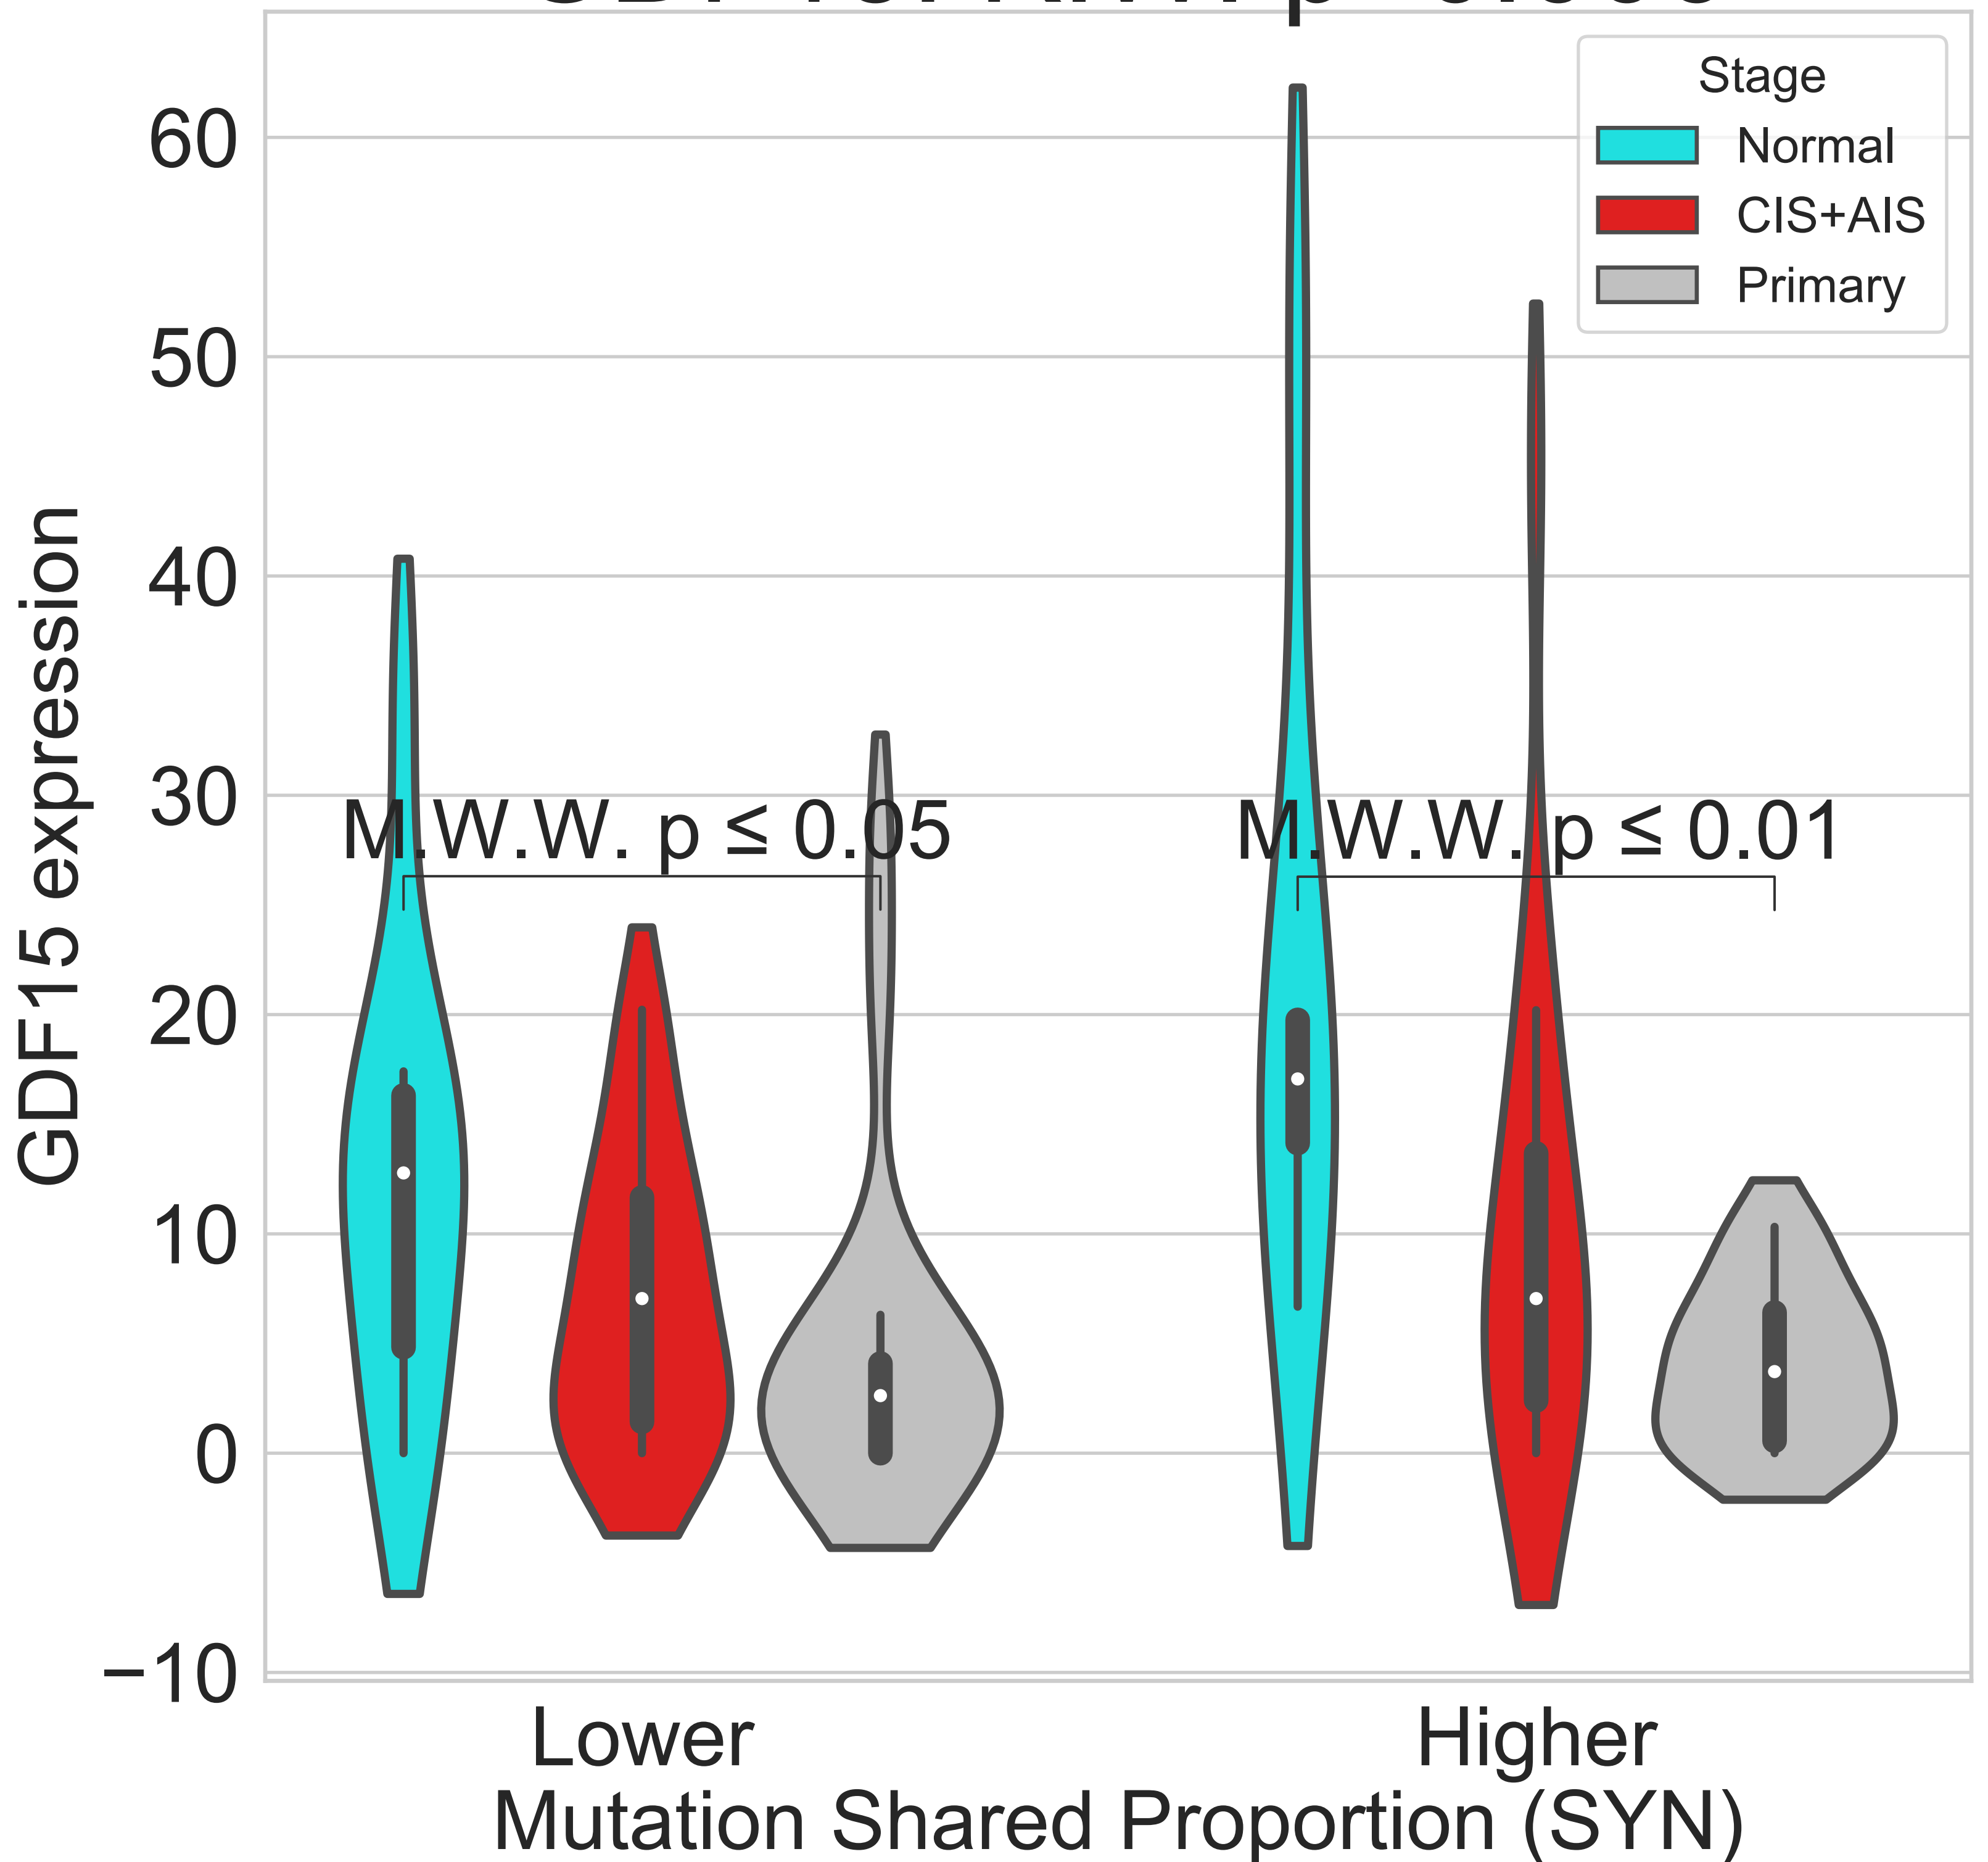 Stage
Normal
CIS+AIS
Primary
60
50
40
30
20
10
0
−10
GDF15 expression
M.W.W. p ≤ 0.05
M.W.W. p ≤ 0.01
Lower
Higher
Mutation Shared Proportion (SYN)